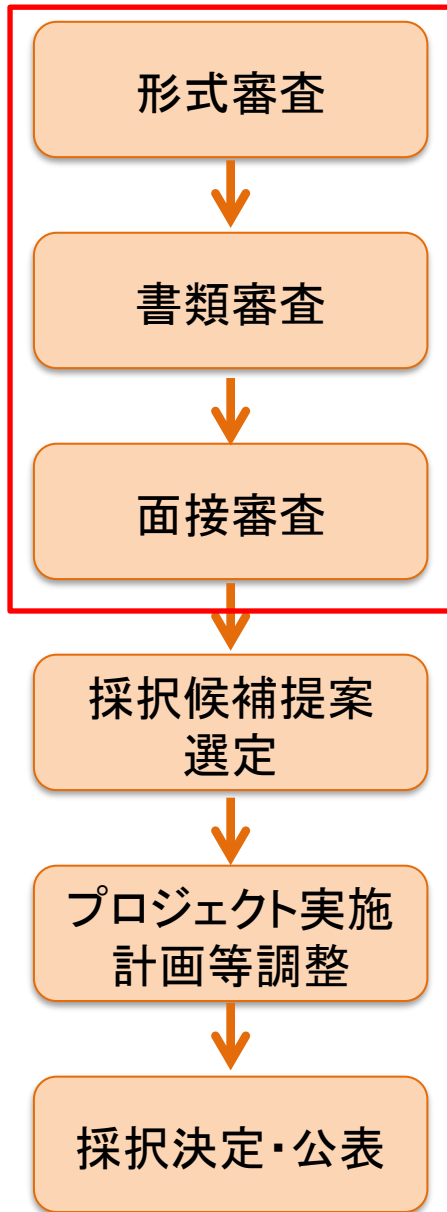 形式審査
書類審査
面接審査
採択候補提案
選定
プロジェクト実施
計画等調整
採択決定・公表